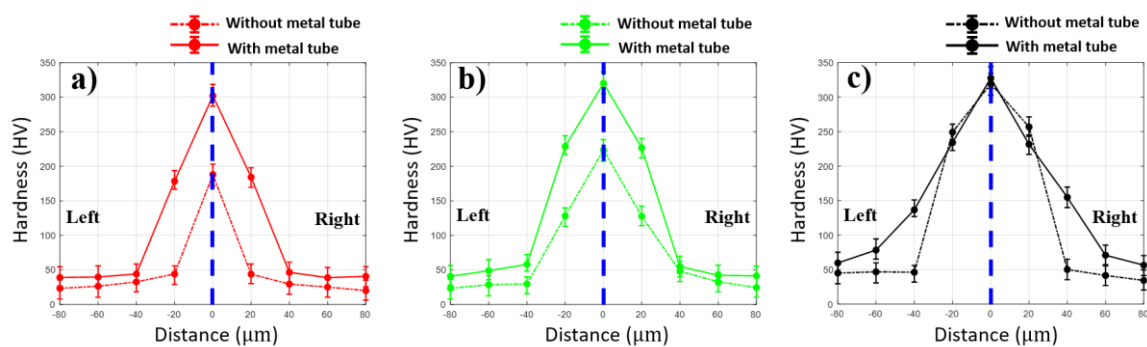 Without metal tube
With metal tube
a)
Hardness (HV)
350
300
250
200
150
100
50
0
Left
Right
-80 -60 -40 -20 0 20 40 60 80
Distance (μm)
Without metal tube
With metal tube
b)
Hardness (HV)
350
300
250
200
150
100
50
0
Left
Right
-80 -60 -40 -20 0 20 40 60 80
Distance (μm)
Without metal tube
With metal tube
c)
Hardness (HV)
350
300
250
200
150
100
50
0
Left
Right
-80 -60 -40 -20 0 20 40 60 80
Distance (μm)